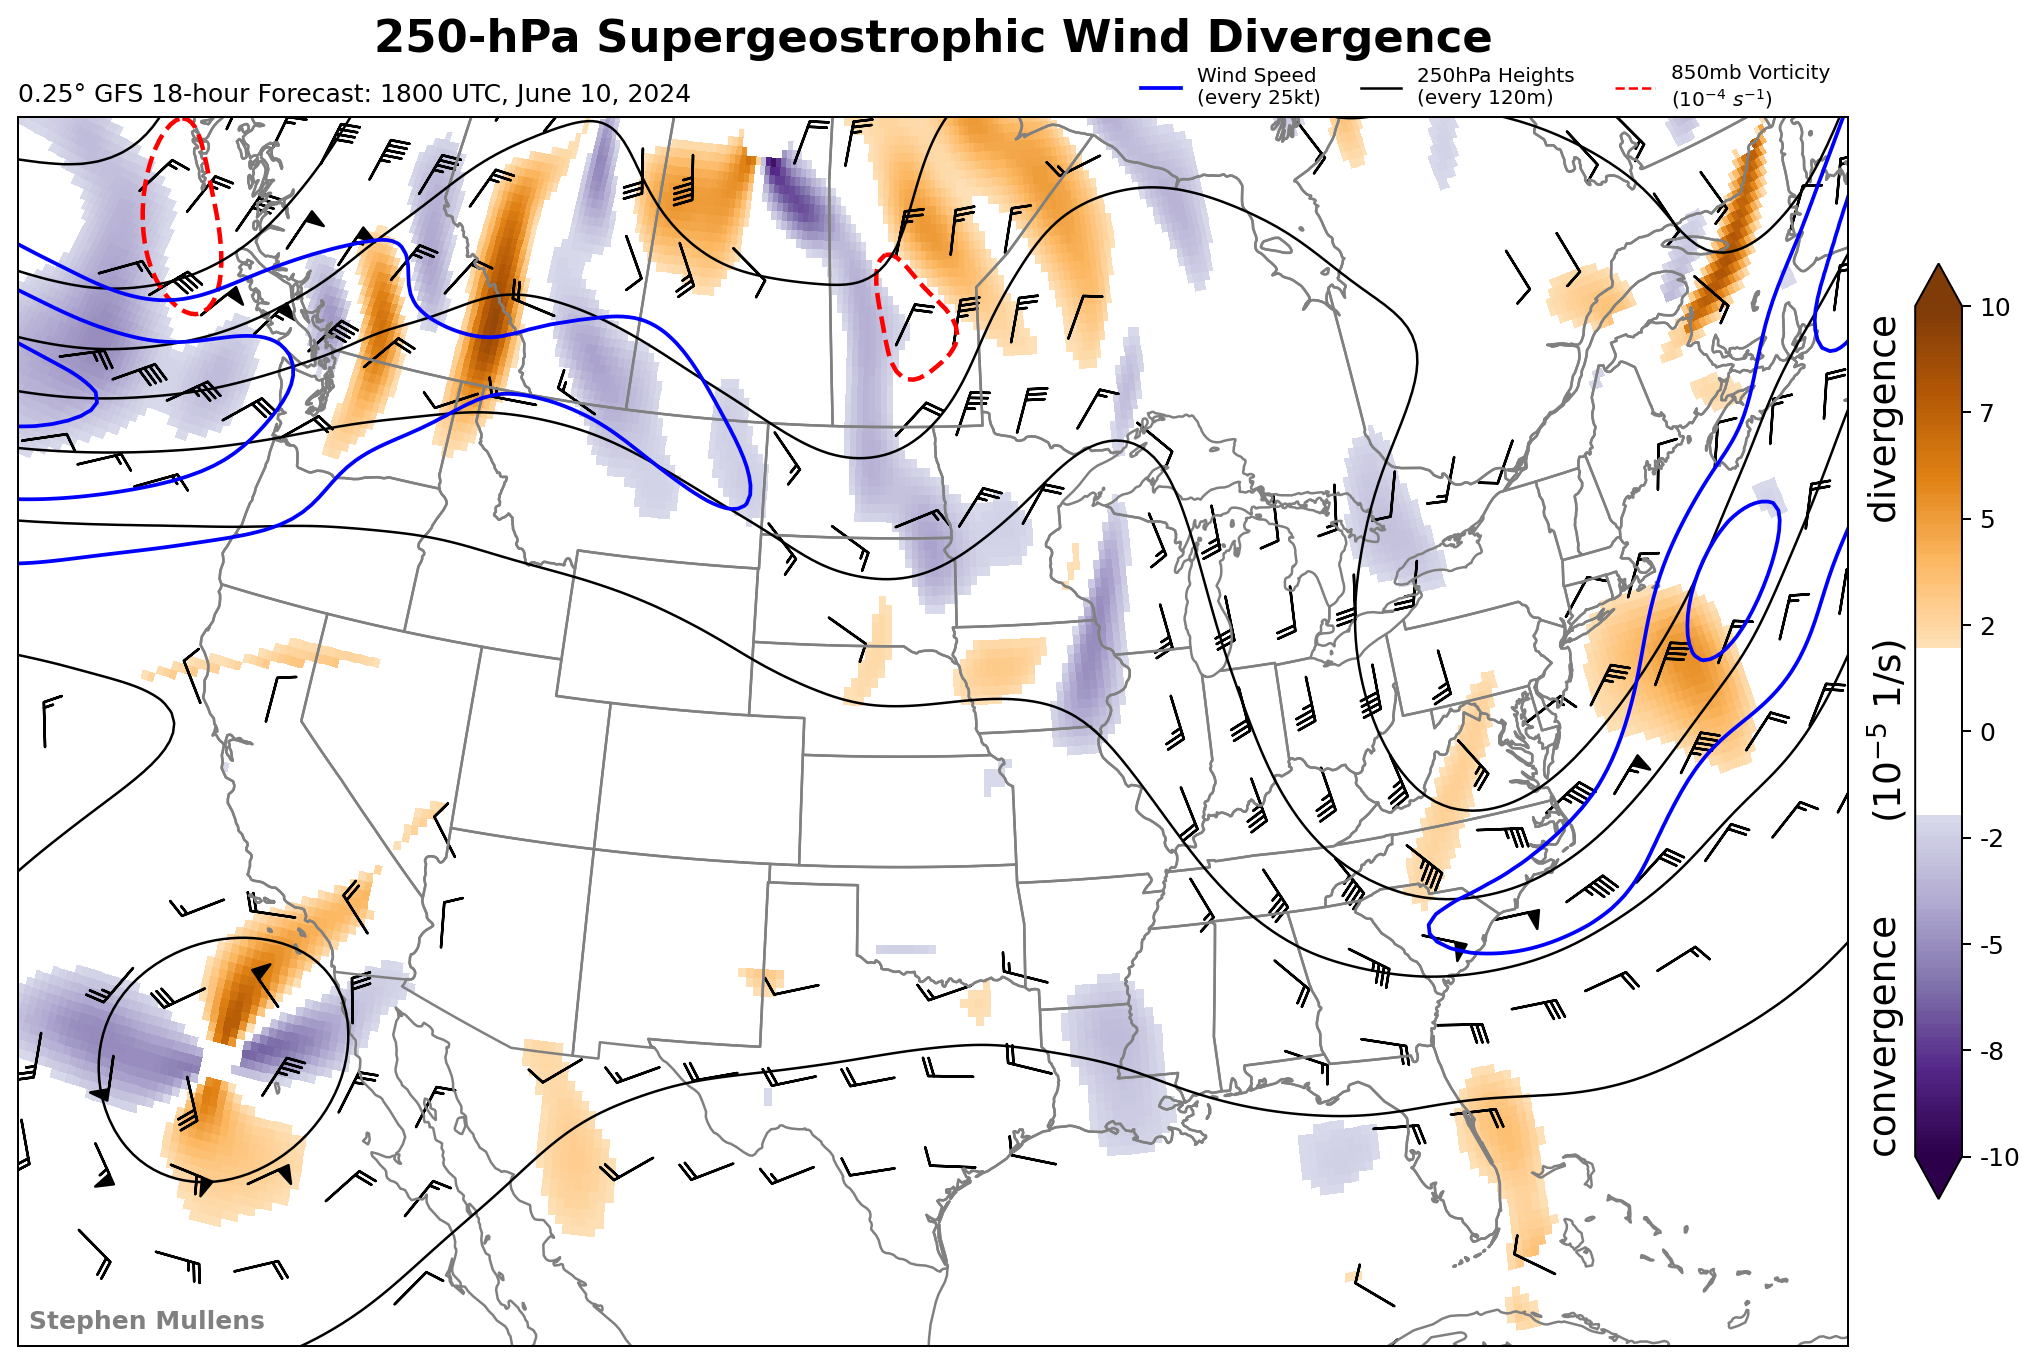 250-hPa Supergeostrophic Wind Divergence
0.25° GFS 18-hour Forecast: 1800 UTC, June 10, 2024
Wind Speed
(every 25kt)
250hPa Heights
(every 120m)
850mb Vorticity
(10⁻⁴ s⁻¹)
10
7
5
2
0
-2
-5
-8
-10
convergence (10⁻⁵ 1/s) divergence
Stephen Mullens